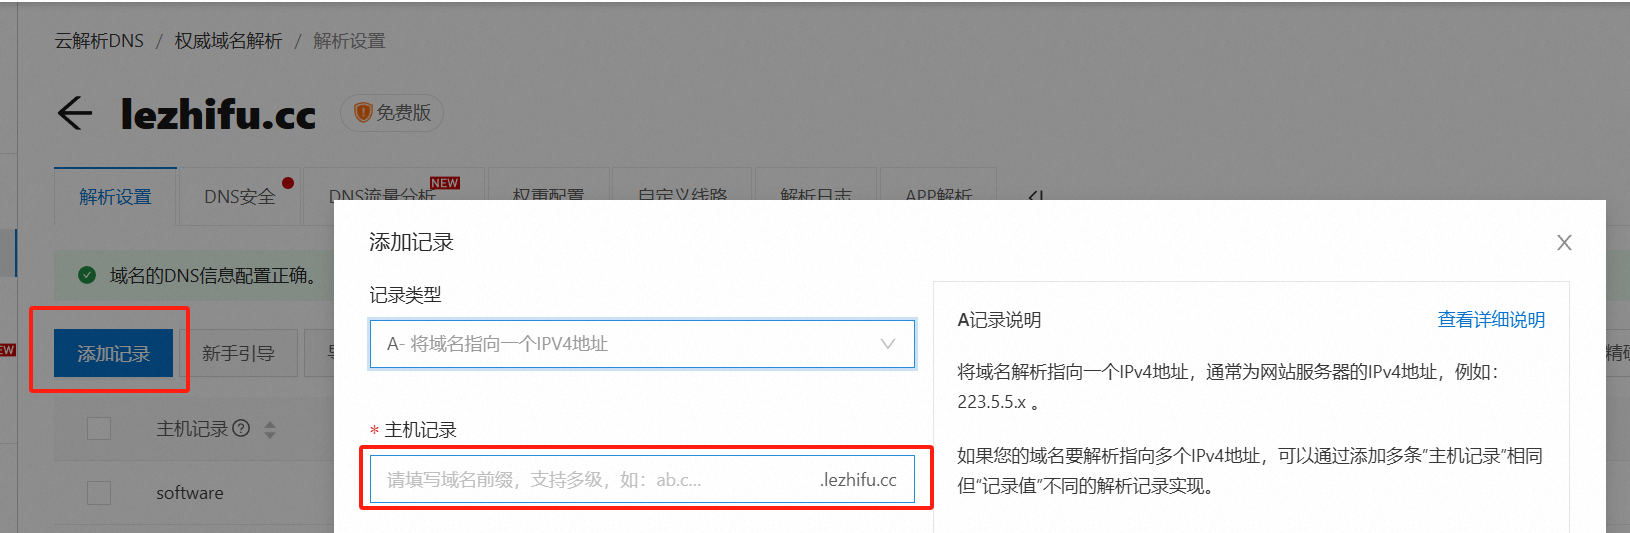 云解析DNS / 权威域名解析 / 解析设置
lezhifu.cc 免费版
解析设置 DNS安全 DNS流量分析 NEW 权重配置 自定义线路 解析日志 APP解析
添加记录
域名的DNS信息配置正确。
记录类型
A记录说明 查看详细说明
A- 将域名指向一个IPV4地址
添加记录 新手引导
将域名解析指向一个IPv4地址，通常为网站服务器的IPv4地址，例如：
223.5.5.x 。
主机记录
* 主机记录
如果您的域名要解析指向多个IPv4地址，可以通过添加多条“主机记录”相同
但“记录值”不同的解析记录实现。
请填写域名前缀，支持多级，如：ab.c... .lezhifu.cc
software